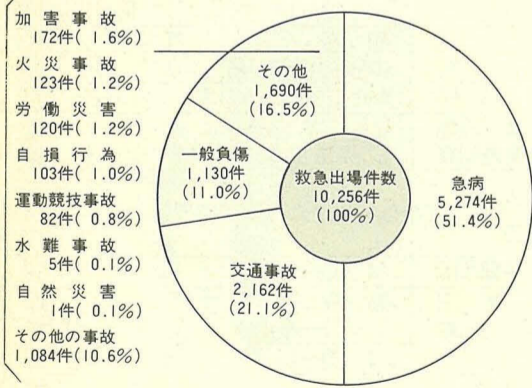 加害事故
172件( 1.6%)
火災事故
123件( 1.2%)
労働災害
120件( 1.2%)
自損行為
103件( 1.0%)
運動競技事故
82件( 0.8%)
水難事故
5件( 0.1%)
自然災害
1件( 0.1%)
その他の事故
1,084件(10.6%)
その他
1,690件
(16.5%)
一般負傷
1,130件
(11.0%)
救急出場件数
10,256件
(100%)
急病
5,274件
(51.4%)
交通事故
2,162件
(21.1%)